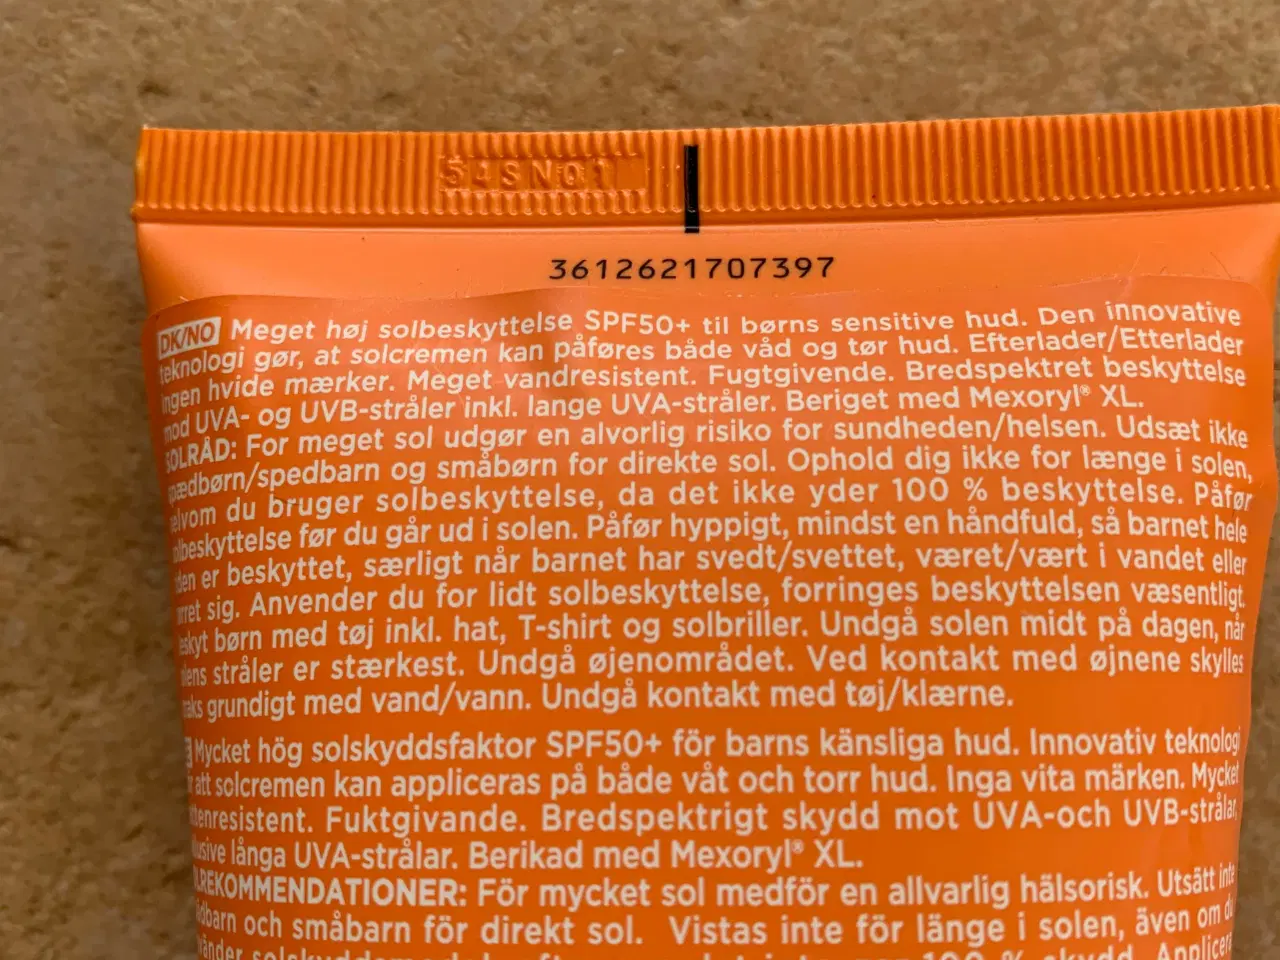 54SN01
3612621707397
DK/NO Meget høj solbeskyttelse SPF50+ til børns sensitive hud. Den innovative
teknologi gør, at solcremen kan påføres både våd og tør hud. Efterlader/Etterlader
ingen hvide mærker. Meget vandresistent. Fugtgivende. Bredspektret beskyttelse
mod UVA- og UVB-stråler inkl. lange UVA-stråler. Beriget med Mexoryl® XL.
SOLRÅD: For meget sol udgør en alvorlig risiko for sundheden/helsen. Udsæt ikke
spædbørn/spedbarn og småbørn for direkte sol. Ophold dig ikke for længe i solen,
selvom du bruger solbeskyttelse, da det ikke yder 100 % beskyttelse. Påfør
solbeskyttelse før du går ud i solen. Påfør hyppigt, mindst en håndfuld, så barnet hele
tiden er beskyttet, særligt når barnet har svedt/svettet, været/vært i vandet eller
tørret sig. Anvender du for lidt solbeskyttelse, forringes beskyttelsen væsentligt.
Beskyt børn med tøj inkl. hat, T-shirt og solbriller. Undgå solen midt på dagen, når
solens stråler er stærkest. Undgå øjenområdet. Ved kontakt med øjnene skylles
straks grundigt med vand/vann. Undgå kontakt med tøj/klærne.
Mycket hög solskyddsfaktor SPF50+ för barns känsliga hud. Innovativ teknologi
att solcremen kan appliceras på både våt och torr hud. Inga vita märken. Mycket
vattenresistent. Fuktgivande. Bredspektrigt skydd mot UVA-och UVB-strålar,
inklusive långa UVA-strålar. Berikad med Mexoryl® XL.
SOLREKOMMENDATIONER: För mycket sol medför en allvarlig hälsorisk. Utsätt inte
spädbarn och småbarn för direkt sol. Vistas inte för länge i solen, även om du
använder 100 % skydd. Applicera